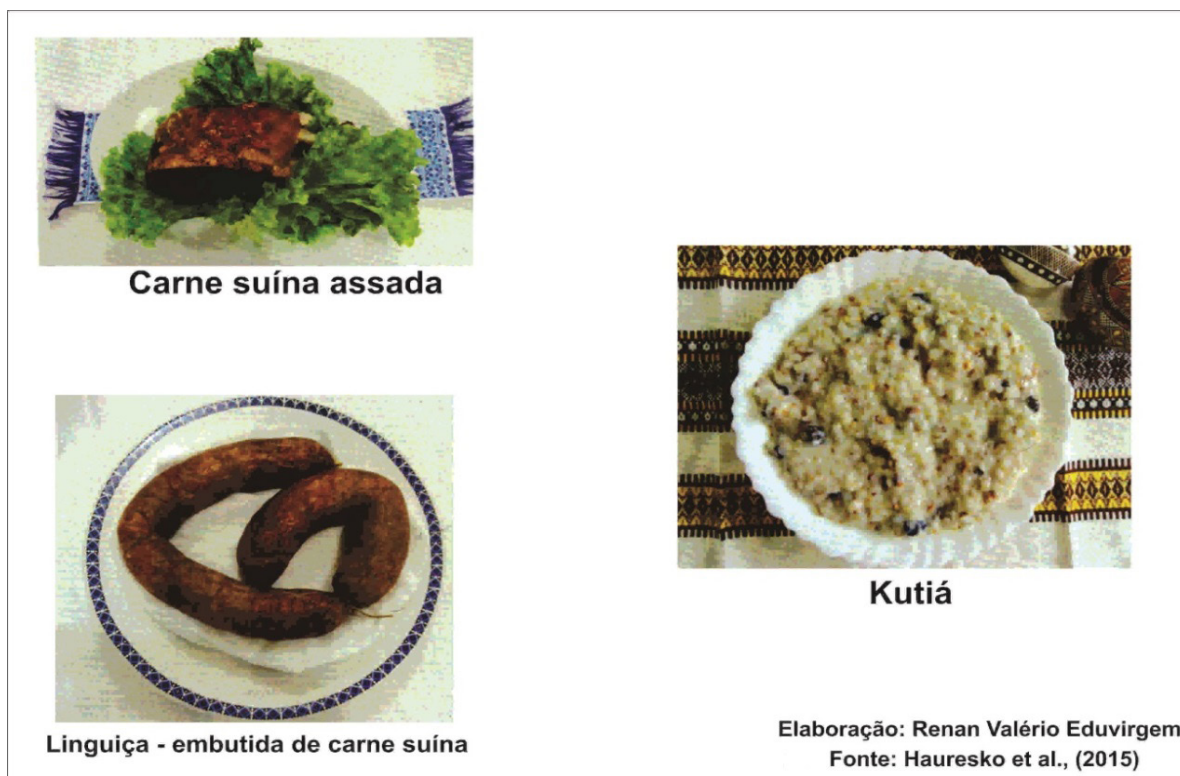 Carne suína assada
Kutiá
Linguiça - embutida de carne suína
Elaboração: Renan Valério Eduvirgem
Fonte: Hauresko et al., (2015)